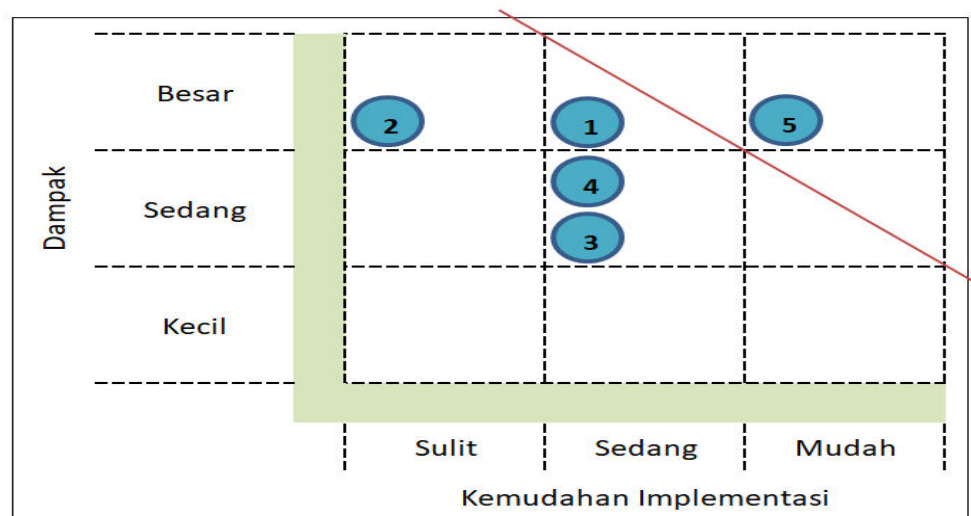 Besar
2
1
5
Dampak
Sedang
4
3
Kecil
Sulit
Sedang
Mudah
Kemudahan Implementasi